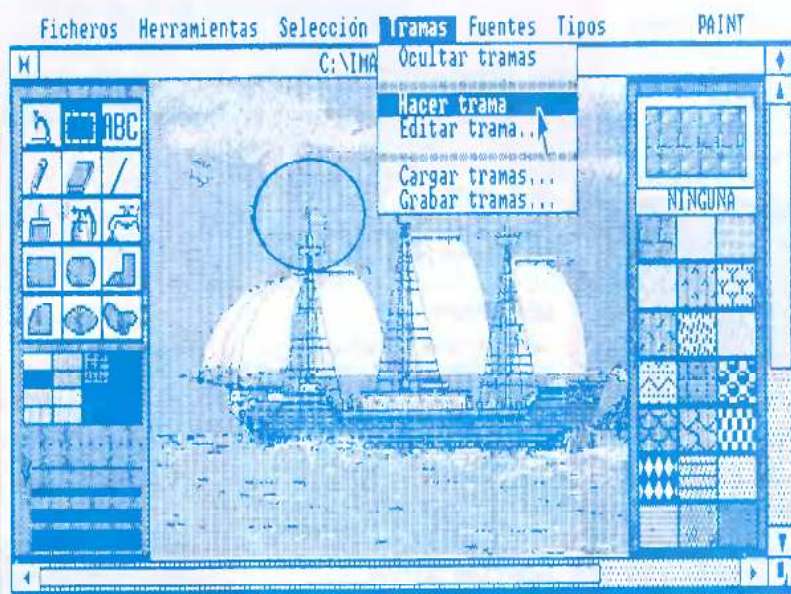 Ficheros Herramientas Selección Tramas Fuentes Tipos PAINT
C:\IMA
Ocultar tramas
Hacer trama
Editar trama...
Cargar tramas...
Grabar tramas...
ABC
NINGUNA